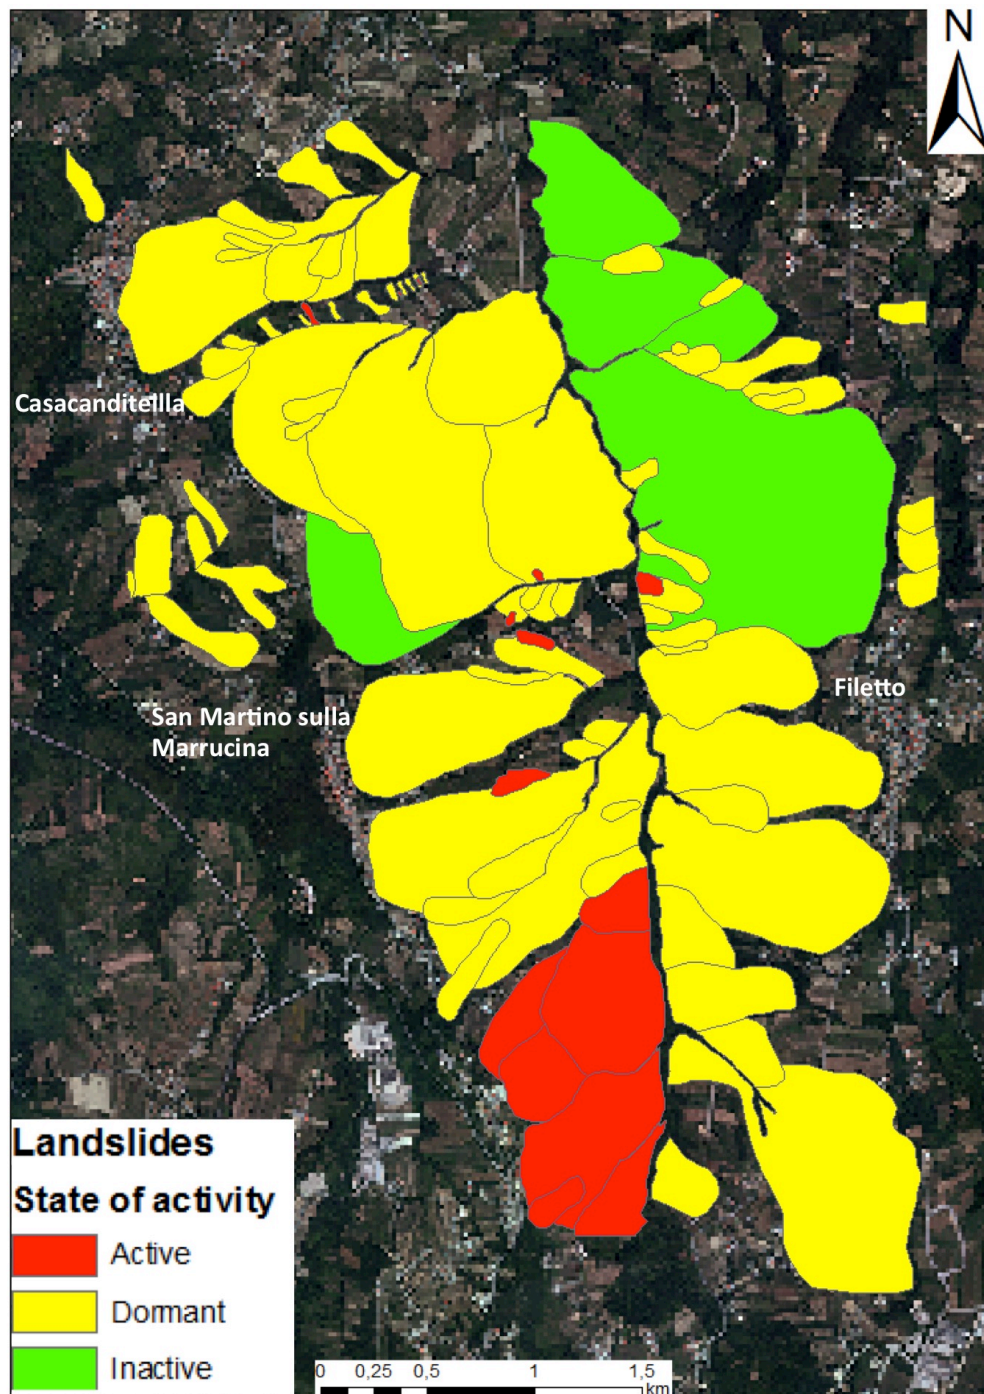 N
Casacanditella
Filetto
San Martino sulla
Marrucina
Landslides
State of activity
Active
Dormant
Inactive
0 0,25 0,5 1 1,5
km